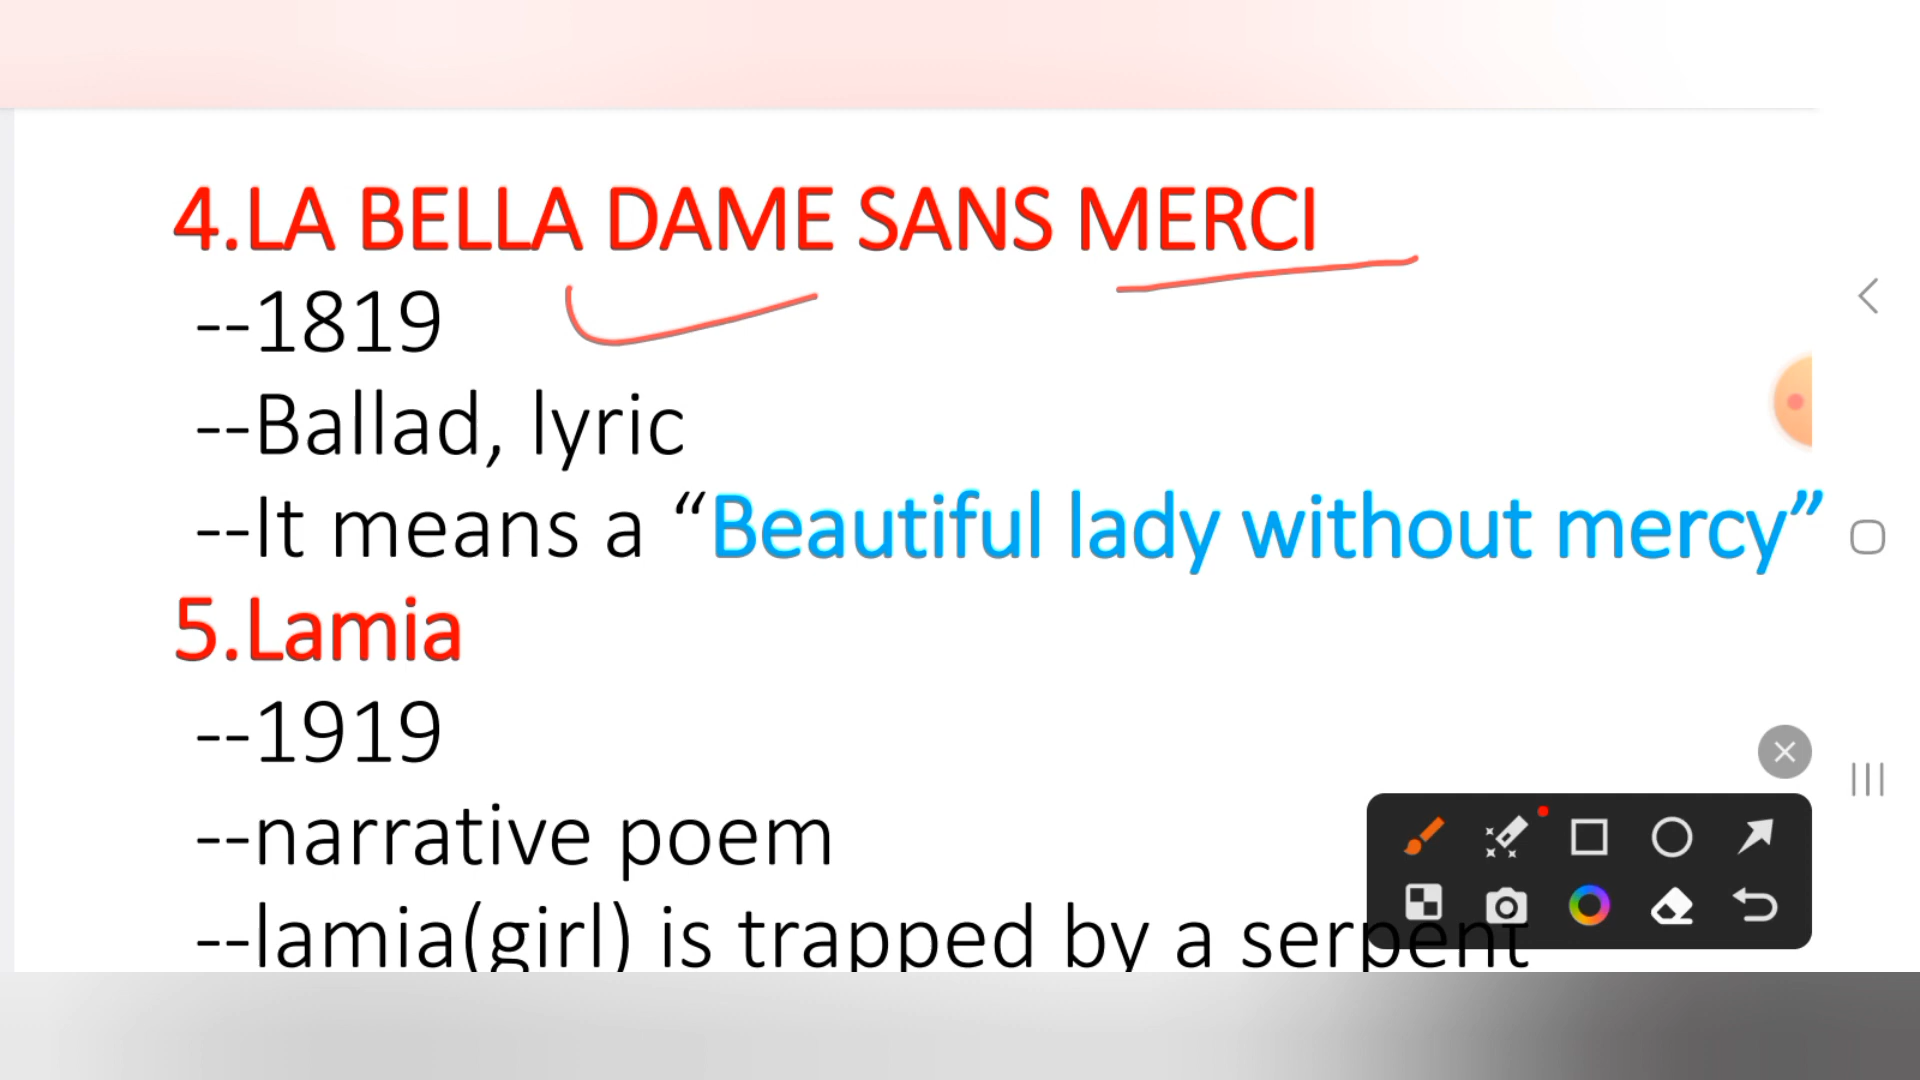 4.LA BELLA DAME SANS MERCI
--1819
--Ballad, lyric
--It means a “Beautiful lady without mercy”
5.Lamia
--1919
--narrative poem
--lamia(girl) is trapped by a serpent